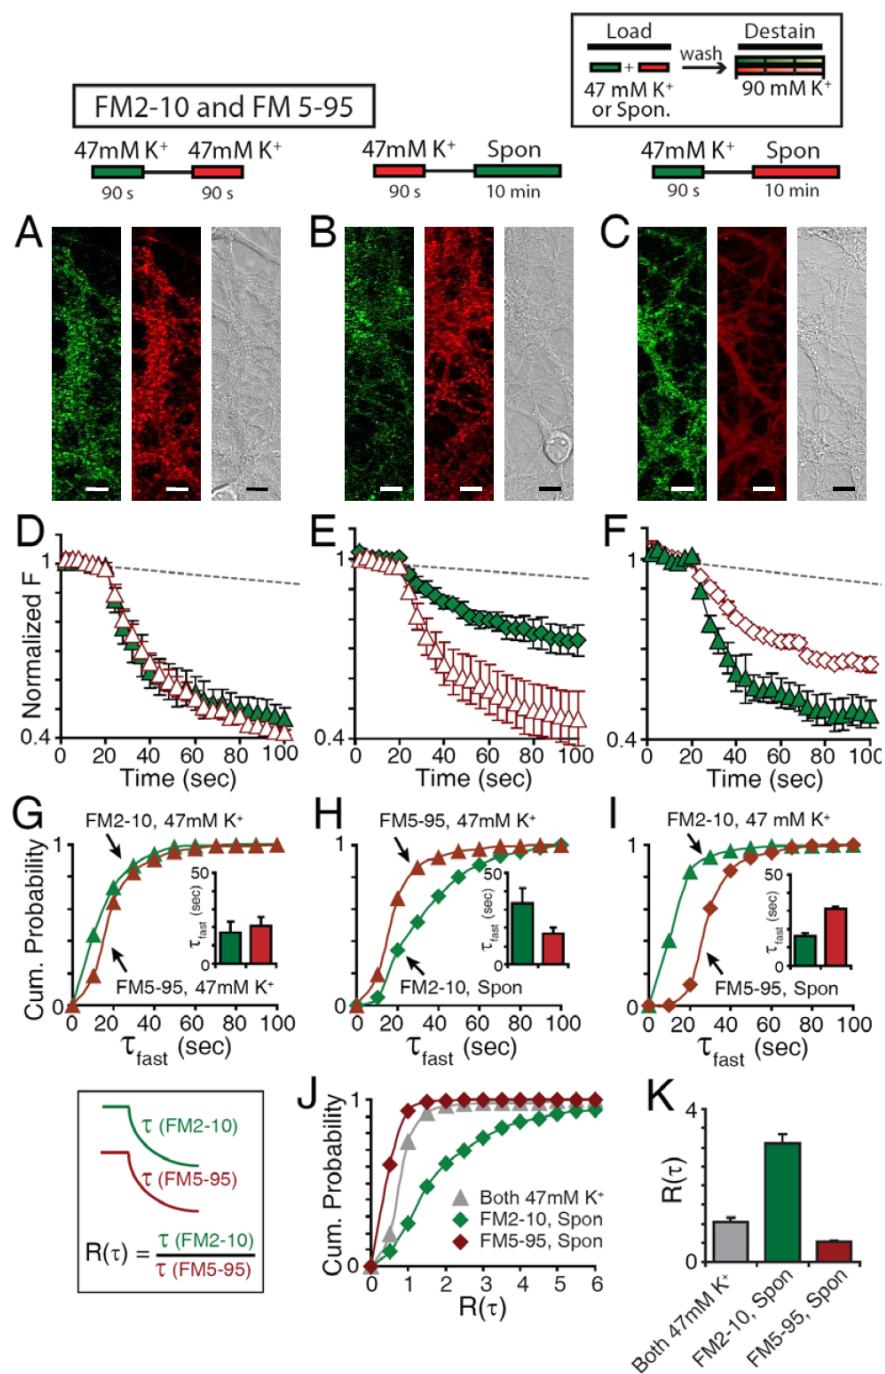 Load
Destain
wash
+
47 mM K⁺
or Spon.
90 mM K⁺
FM2-10 and FM 5-95
47mM K⁺
47mM K⁺
90 s
90 s
47mM K⁺
Spon
90 s
10 min
47mM K⁺
Spon
90 s
10 min
A
B
C
D
1
0.4
Normalized F
0 20 40 60 80 100
Time (sec)
E
1
0.4
0 20 40 60 80 100
Time (sec)
F
1
0.4
0 20 40 60 80 100
Time (sec)
G
FM2-10, 47mM K⁺
1
0
Cum. Probability
50
0
τfast (sec)
FM5-95, 47mM K⁺
0 20 40 60 80 100
τfast (sec)
H
FM5-95, 47mM K⁺
1
0
50
0
τfast (sec)
FM2-10, Spon
0 20 40 60 80 100
τfast (sec)
I
FM2-10, 47 mM K⁺
1
0
50
0
τfast (sec)
FM5-95, Spon
0 20 40 60 80 100
τfast (sec)
τ (FM2-10)
τ (FM5-95)
R(τ) = τ (FM2-10)
τ (FM5-95)
J
1
0
Cum. Probability
Both 47mM K⁺
FM2-10, Spon
FM5-95, Spon
0 1 2 3 4 5 6
R(τ)
K
4
0
R(τ)
Both 47mM K⁺
FM2-10, Spon
FM5-95, Spon